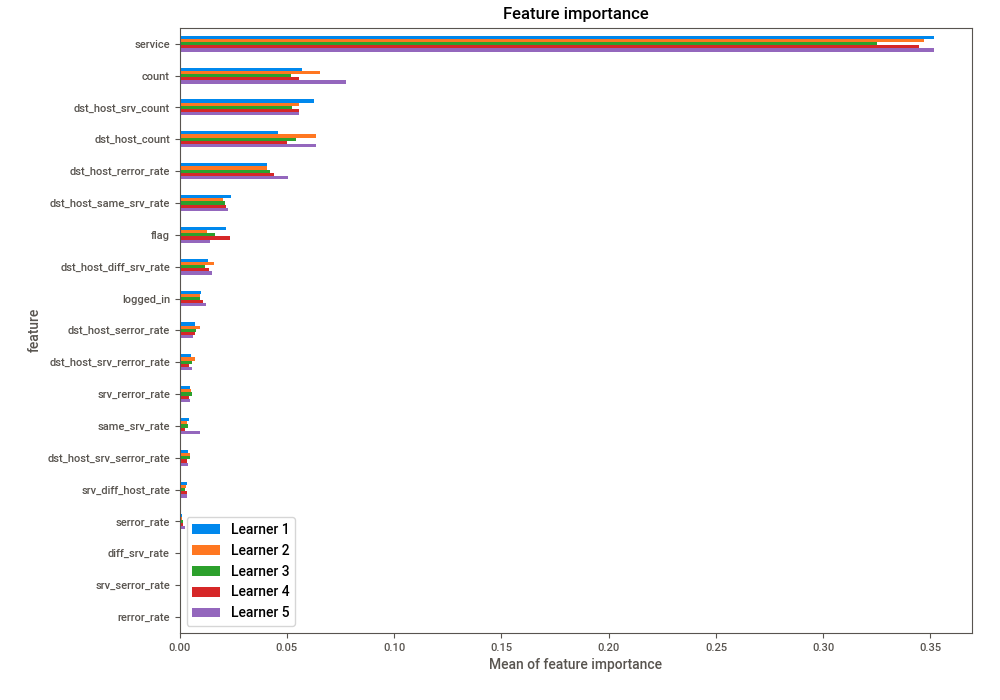 Feature importance
service
count
dst_host_srv_count
dst_host_count
dst_host_rerror_rate
dst_host_same_srv_rate
flag
dst_host_diff_srv_rate
logged_in
dst_host_serror_rate
dst_host_srv_rerror_rate
srv_rerror_rate
same_srv_rate
dst_host_srv_serror_rate
srv_diff_host_rate
serror_rate
diff_srv_rate
srv_serror_rate
rerror_rate
feature
Learner 1
Learner 2
Learner 3
Learner 4
Learner 5
0.00 0.05 0.10 0.15 0.20 0.25 0.30 0.35
Mean of feature importance